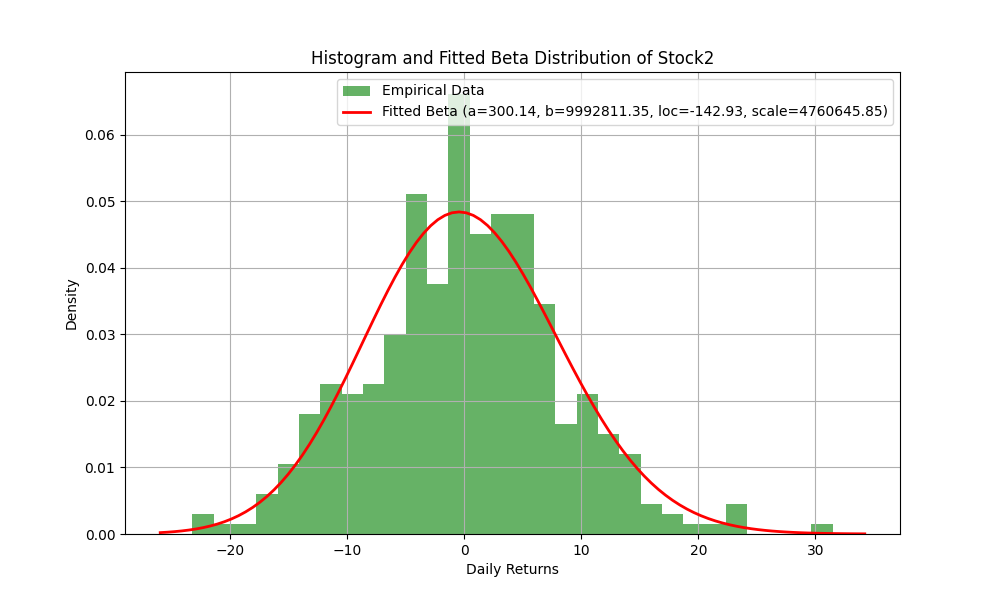 Histogram and Fitted Beta Distribution of Stock2
Empirical Data
Fitted Beta (a=300.14, b=9992811.35, loc=-142.93, scale=4760645.85)
0.06
0.05
0.04
0.03
0.02
0.01
0.00
Density
−20
−10
0
10
20
30
Daily Returns